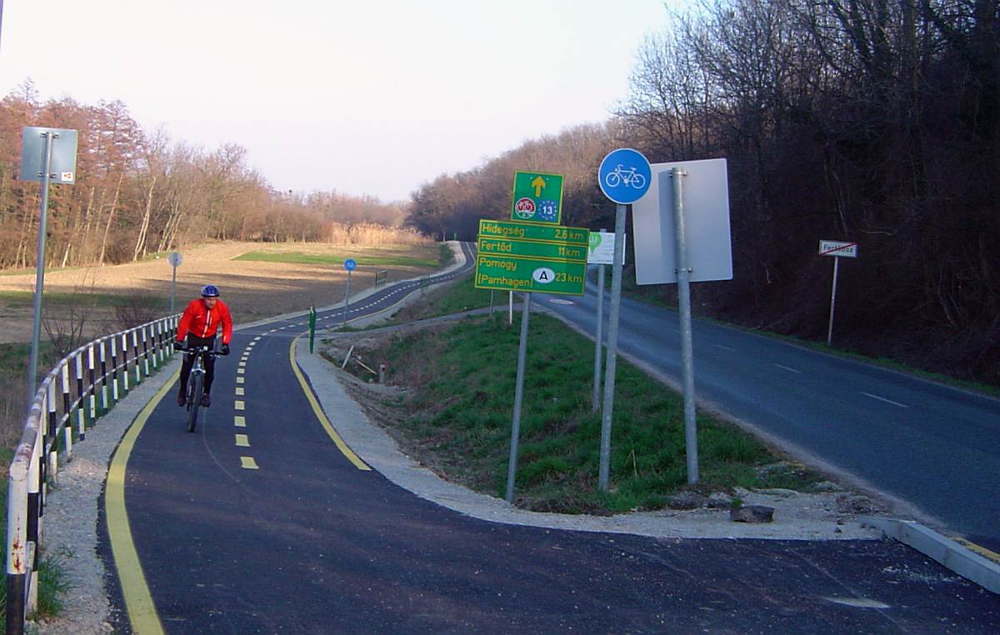 13
Hidegség 2,6 km
Fertőd 11 km
Pomogy
(Pamhagen) A 23 km
Fertőboz